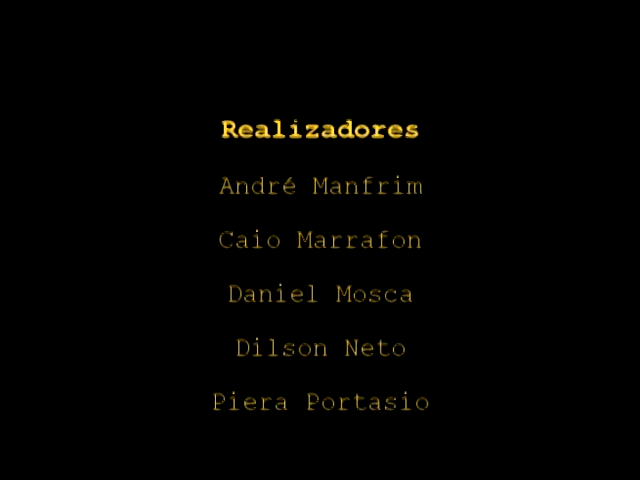 Realizadores
André Manfrim
Caio Marrafon
Daniel Mosca
Dilson Neto
Piera Portasio